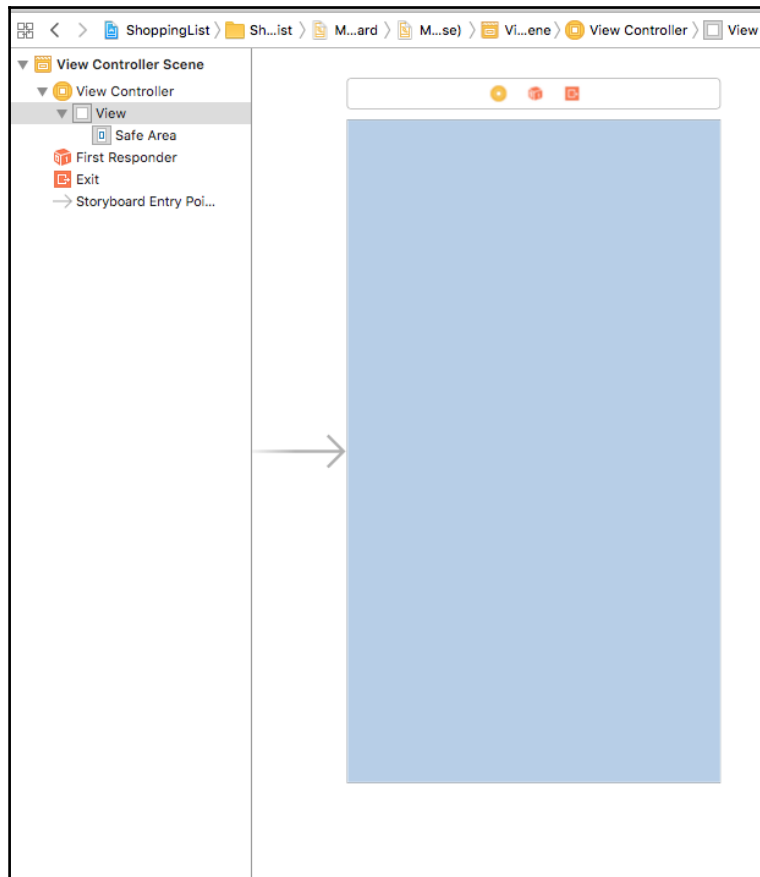 ShoppingList Sh...ist M...ard M...se) Vi...ene View Controller View
View Controller Scene
View Controller
View
Safe Area
First Responder
Exit
Storyboard Entry Poi...